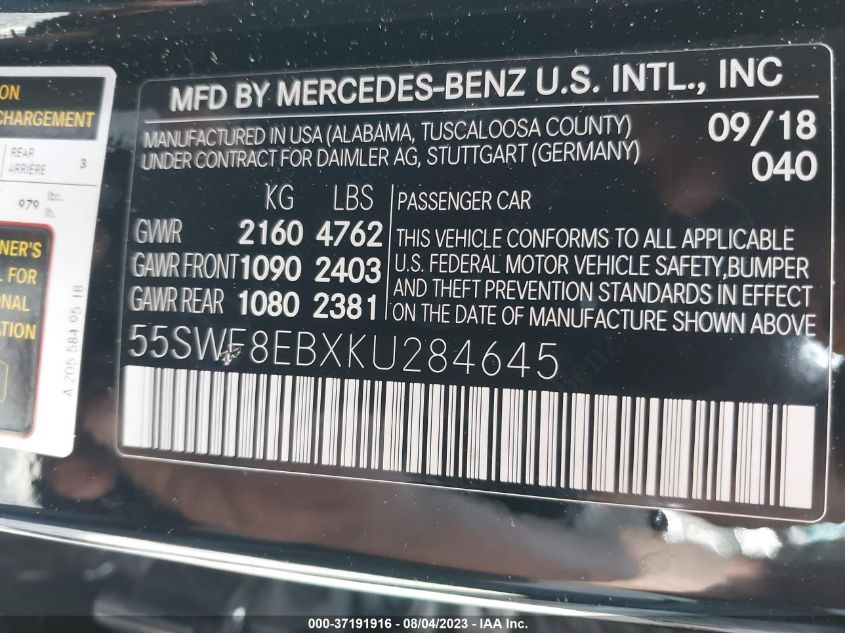 ON
CHARGEMENT
REAR
ARRIÈRE 3
979 lbs.
lb.
NER'S
L FOR
ONAL
ATION
A 205 584 95 18
MFD BY MERCEDES-BENZ U.S. INTL., INC
MANUFACTURED IN USA (ALABAMA, TUSCALOOSA COUNTY) 09/18
UNDER CONTRACT FOR DAIMLER AG, STUTTGART (GERMANY) 040
KG LBS PASSENGER CAR
GVWR 2160 4762 THIS VEHICLE CONFORMS TO ALL APPLICABLE
GAWR FRONT 1090 2403 U.S. FEDERAL MOTOR VEHICLE SAFETY,BUMPER
GAWR REAR 1080 2381 AND THEFT PREVENTION STANDARDS IN EFFECT
ON THE DATE OF MANUFACTURE SHOWN ABOVE
55SWF8EBXKU284645
000-37191916 - 08/04/2023 - IAA Inc.